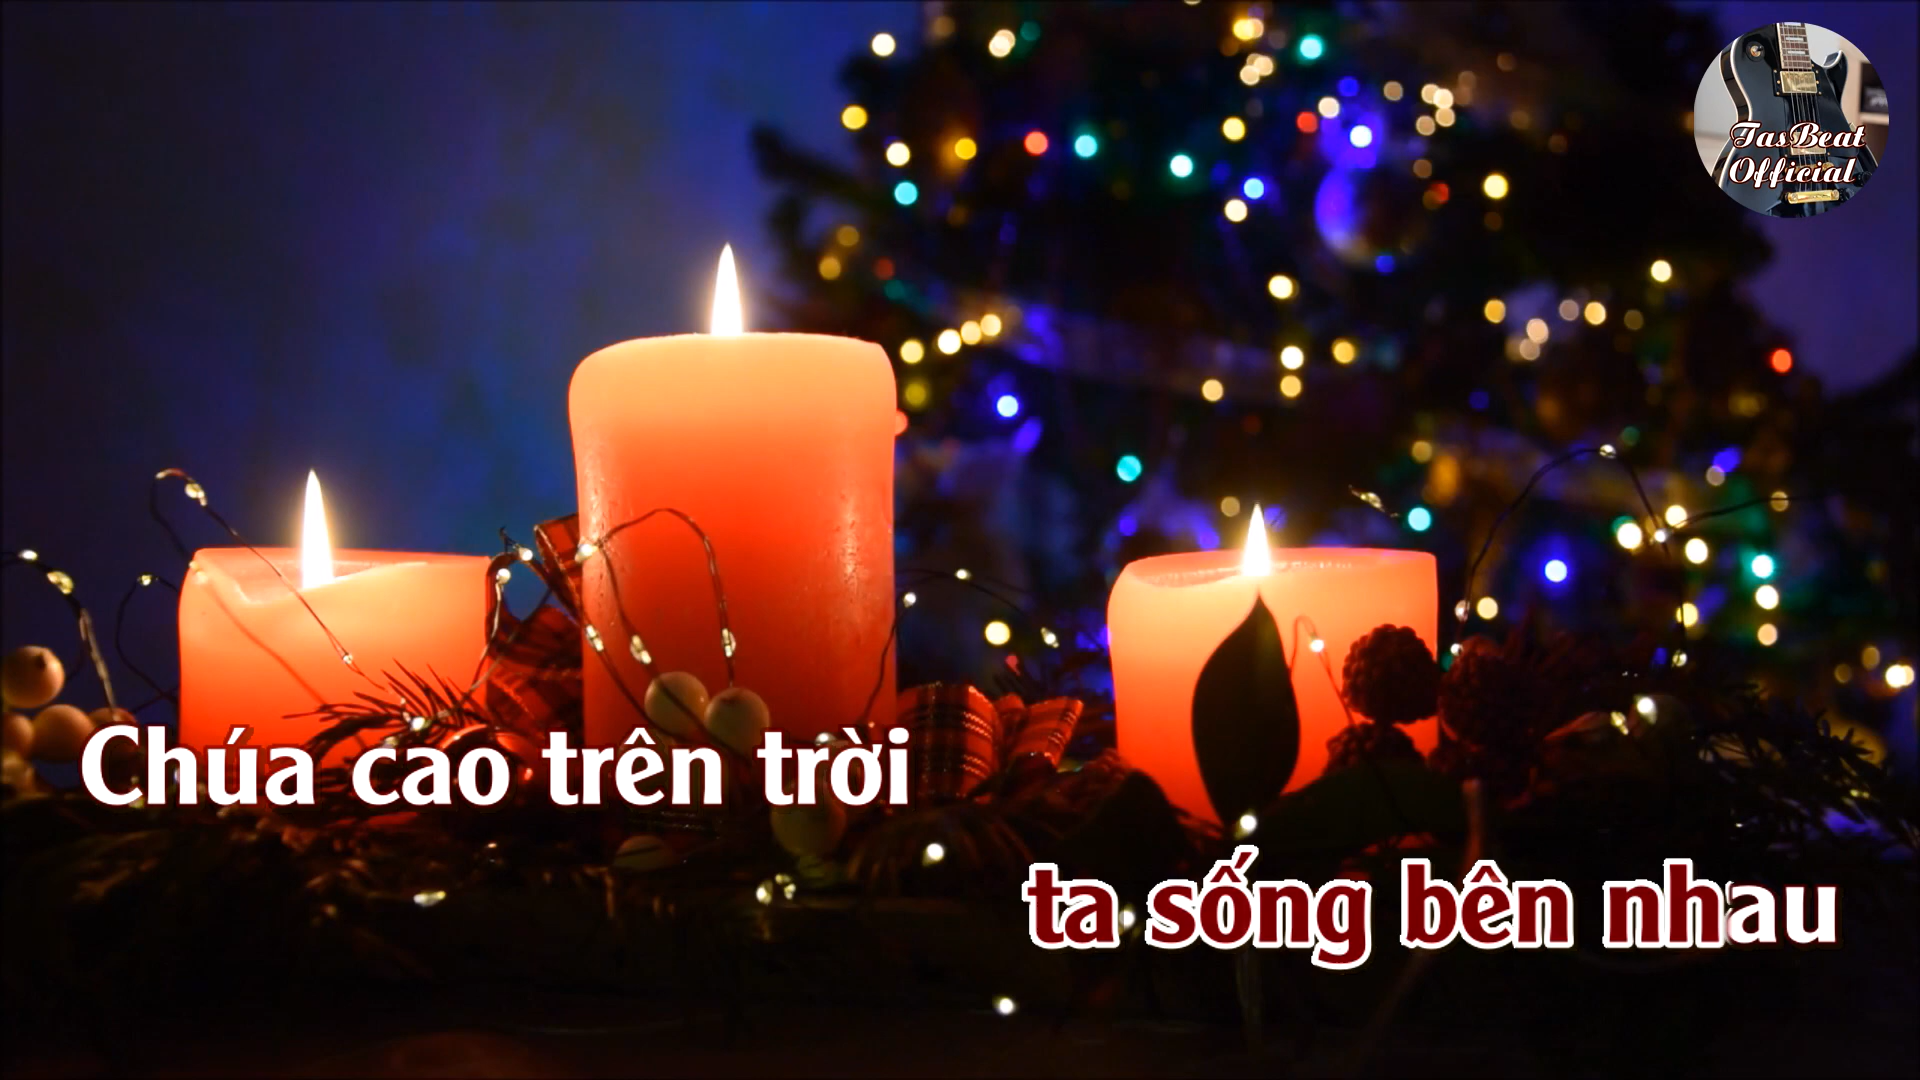 TasBeat
Official
Chúa cao trên trời
ta sống bên nhau